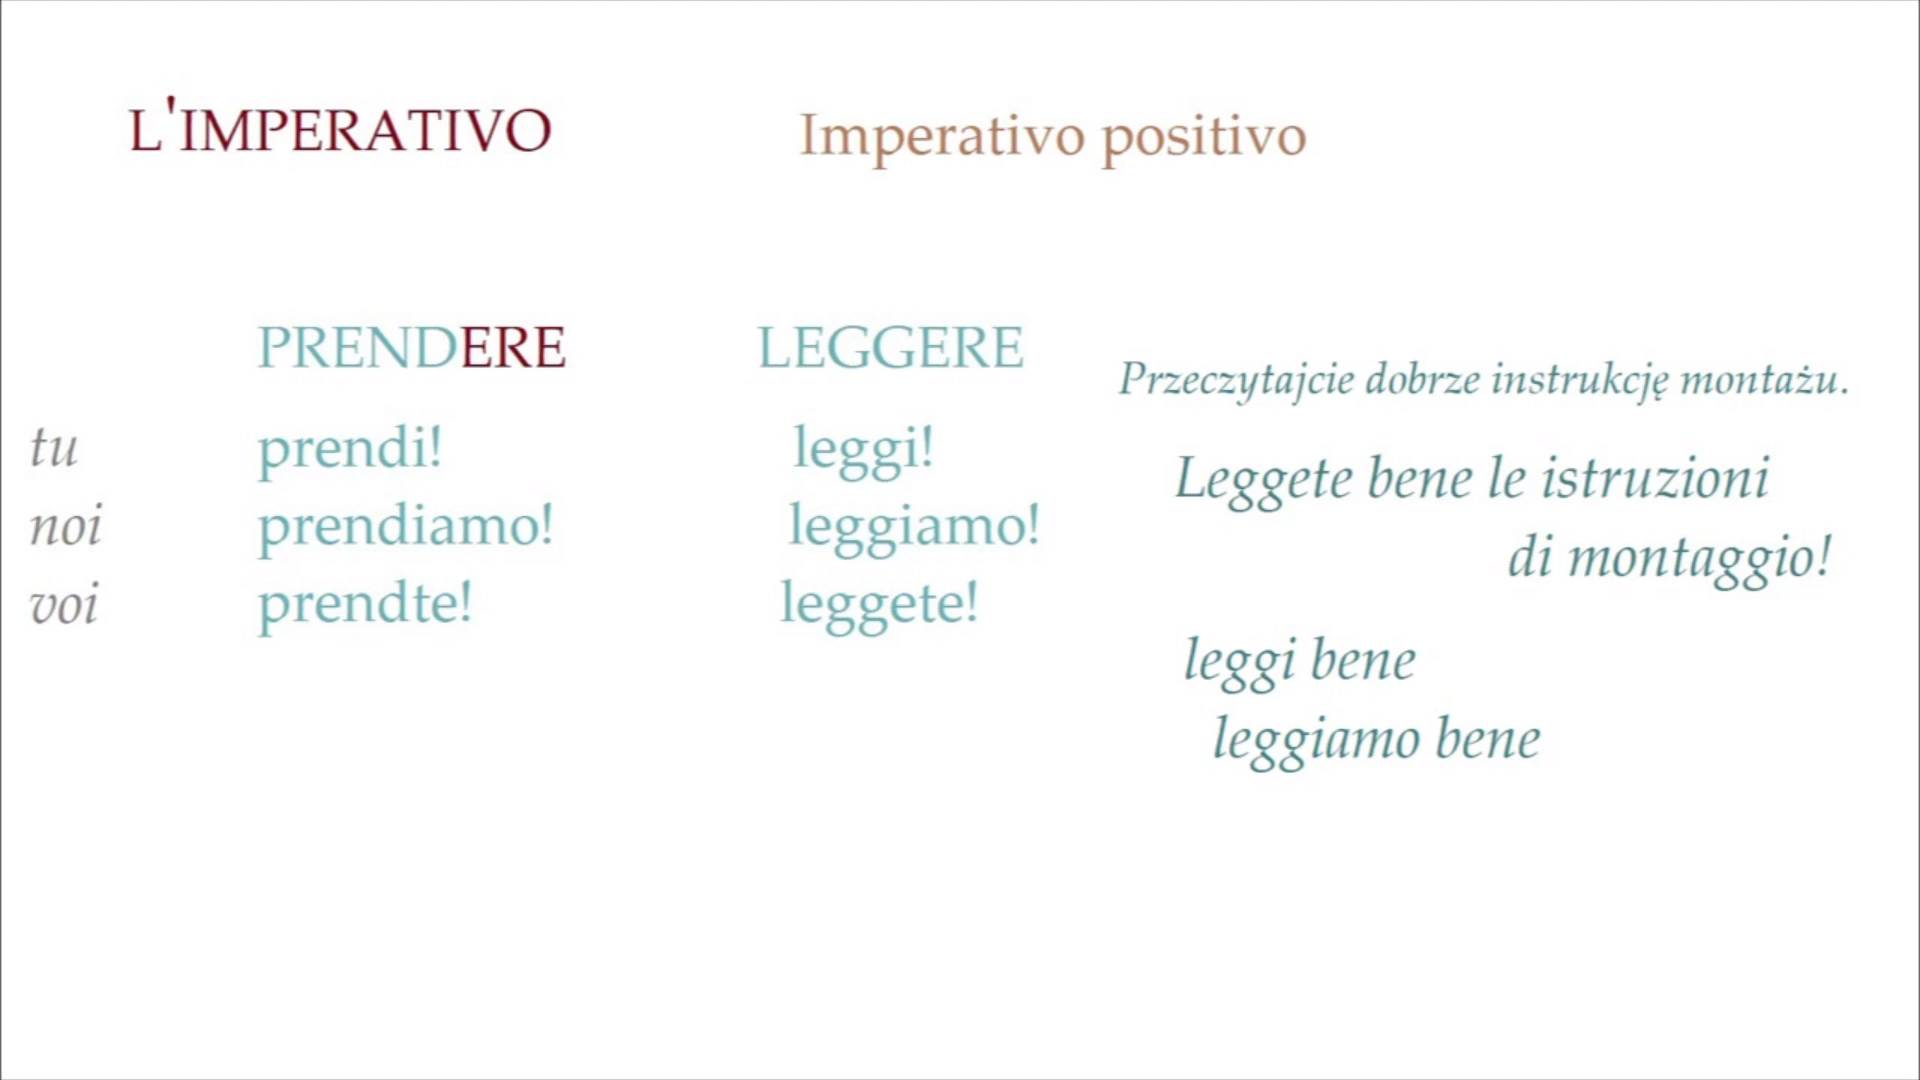 L'IMPERATIVO
Imperativo positivo
PRENDERE
LEGGERE
tu
prendi!
leggi!
noi
prendiamo!
leggiamo!
voi
prendte!
leggete!
Przeczytajcie dobrze instrukcję montażu.
Leggete bene le istruzioni
di montaggio!
leggi bene
leggiamo bene